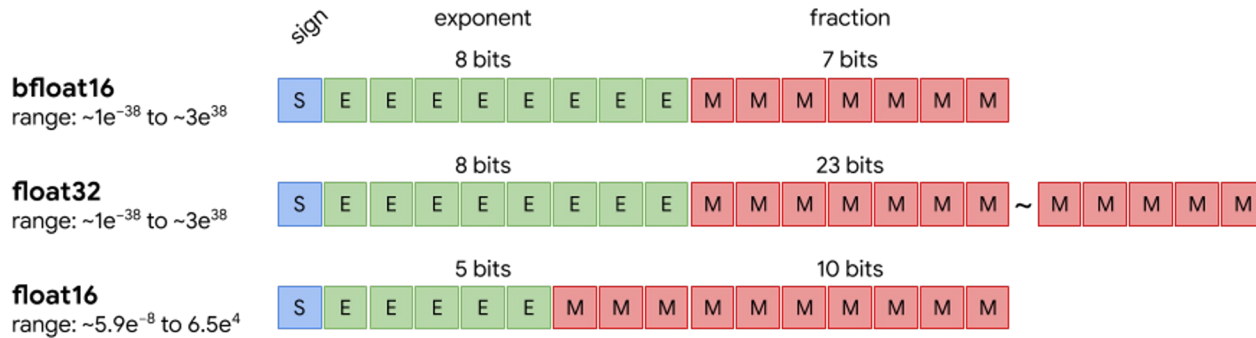 sign exponent fraction
8 bits 7 bits
bfloat16
S E E E E E E E E M M M M M M M
range: ~1e⁻³⁸ to ~3e³⁸
8 bits 23 bits
float32
S E E E E E E E E M M M M M M M ~ M M M M M
range: ~1e⁻³⁸ to ~3e³⁸
5 bits 10 bits
float16
S E E E E E M M M M M M M M M M
range: ~5.9e⁻⁸ to 6.5e⁴